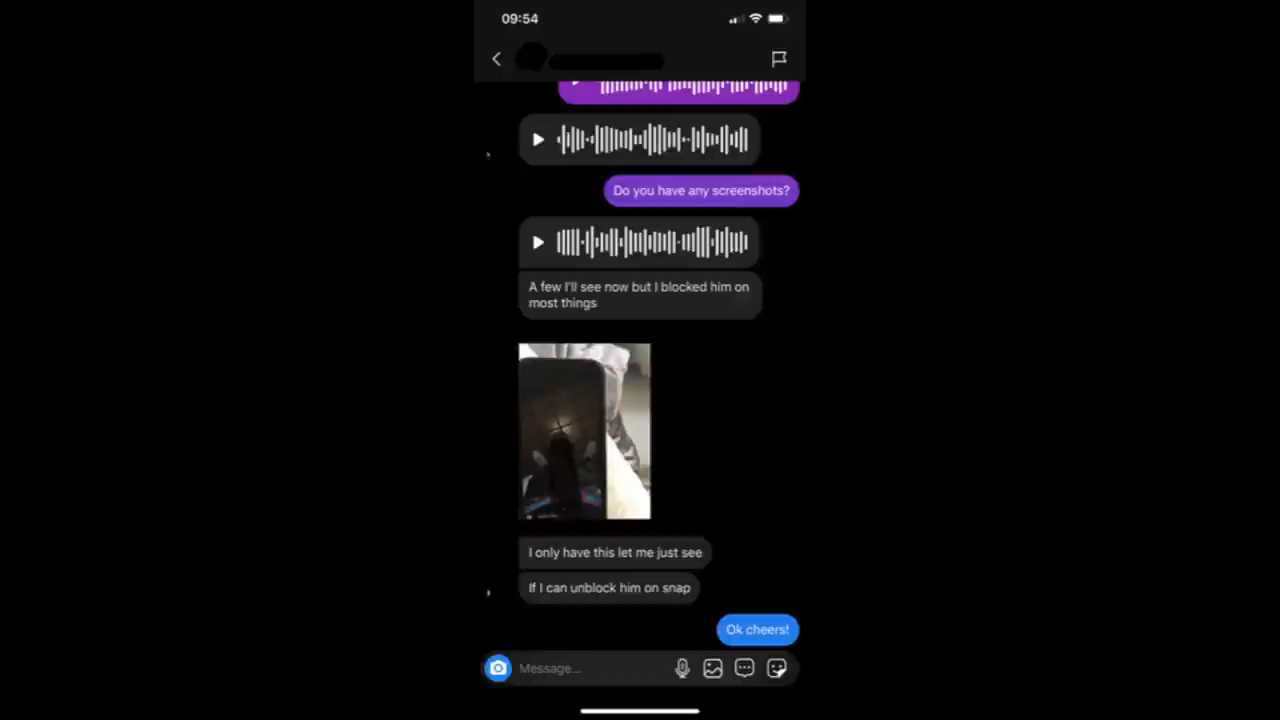 09:54
Do you have any screenshots?
A few I'll see now but I blocked him on
most things
I only have this let me just see
If I can unblock him on snap
Ok cheers!
Message...